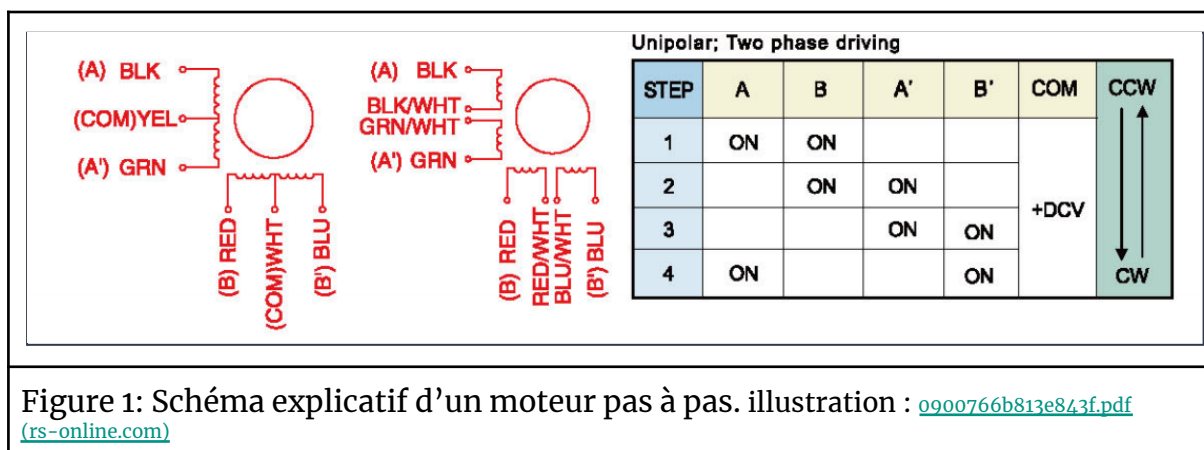 (A) BLK
(COM)YEL
(A') GRN
(B) RED
(COM)WHT
(B') BLU
(A) BLK
BLK/WHT
GRN/WHT
(A') GRN
(B) RED
RED/WHT
BLU/WHT
(B') BLU
Unipolar; Two phase driving
STEP A B A' B' COM CCW
1 ON ON
2 ON ON
+DCV
3 ON ON
4 ON ON CW
Figure 1: Schéma explicatif d’un moteur pas à pas. illustration : 0900766b813e843f.pdf
(rs-online.com)